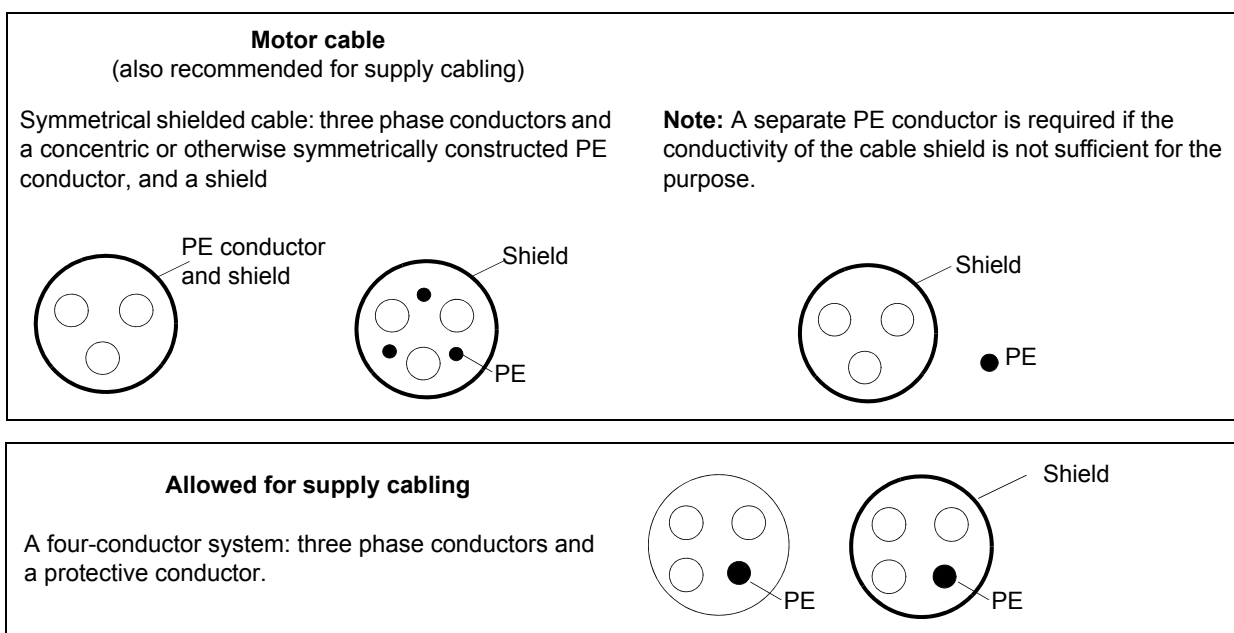 Motor cable
(also recommended for supply cabling)
Symmetrical shielded cable: three phase conductors and
a concentric or otherwise symmetrically constructed PE
conductor, and a shield
Note: A separate PE conductor is required if the
conductivity of the cable shield is not sufficient for the
purpose.
PE conductor
and shield
Shield
PE
Shield
PE
Allowed for supply cabling
A four-conductor system: three phase conductors and
a protective conductor.
PE
Shield
PE